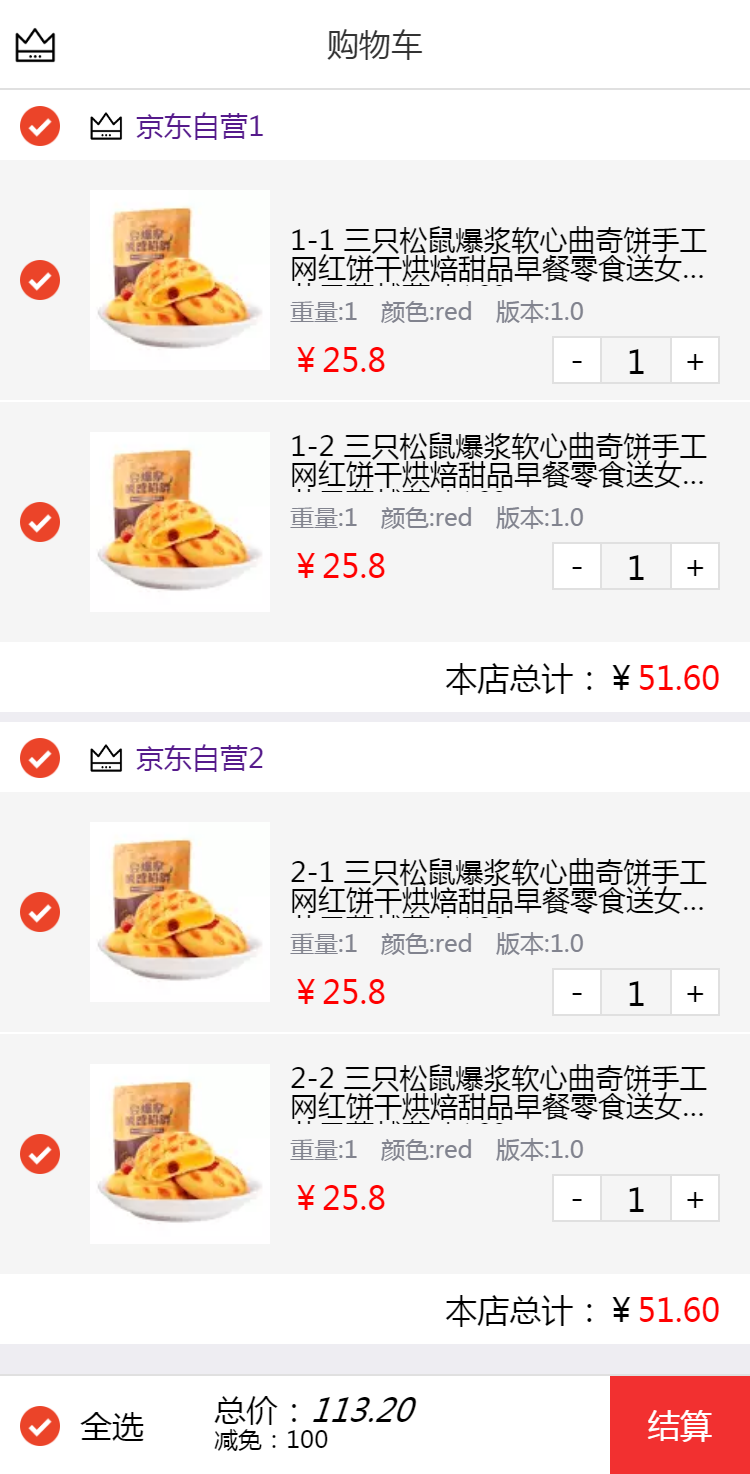 购物车
京东自营1
1-1 三只松鼠爆浆软心曲奇饼手工
网红饼干烘焙甜品早餐零食送女...
重量:1 颜色:red 版本:1.0
¥ 25.8
- 1 +
1-2 三只松鼠爆浆软心曲奇饼手工
网红饼干烘焙甜品早餐零食送女...
重量:1 颜色:red 版本:1.0
¥ 25.8
- 1 +
本店总计：¥ 51.60
京东自营2
2-1 三只松鼠爆浆软心曲奇饼手工
网红饼干烘焙甜品早餐零食送女...
重量:1 颜色:red 版本:1.0
¥ 25.8
- 1 +
2-2 三只松鼠爆浆软心曲奇饼手工
网红饼干烘焙甜品早餐零食送女...
重量:1 颜色:red 版本:1.0
¥ 25.8
- 1 +
本店总计：¥ 51.60
全选
总价：113.20
减免：100
结算